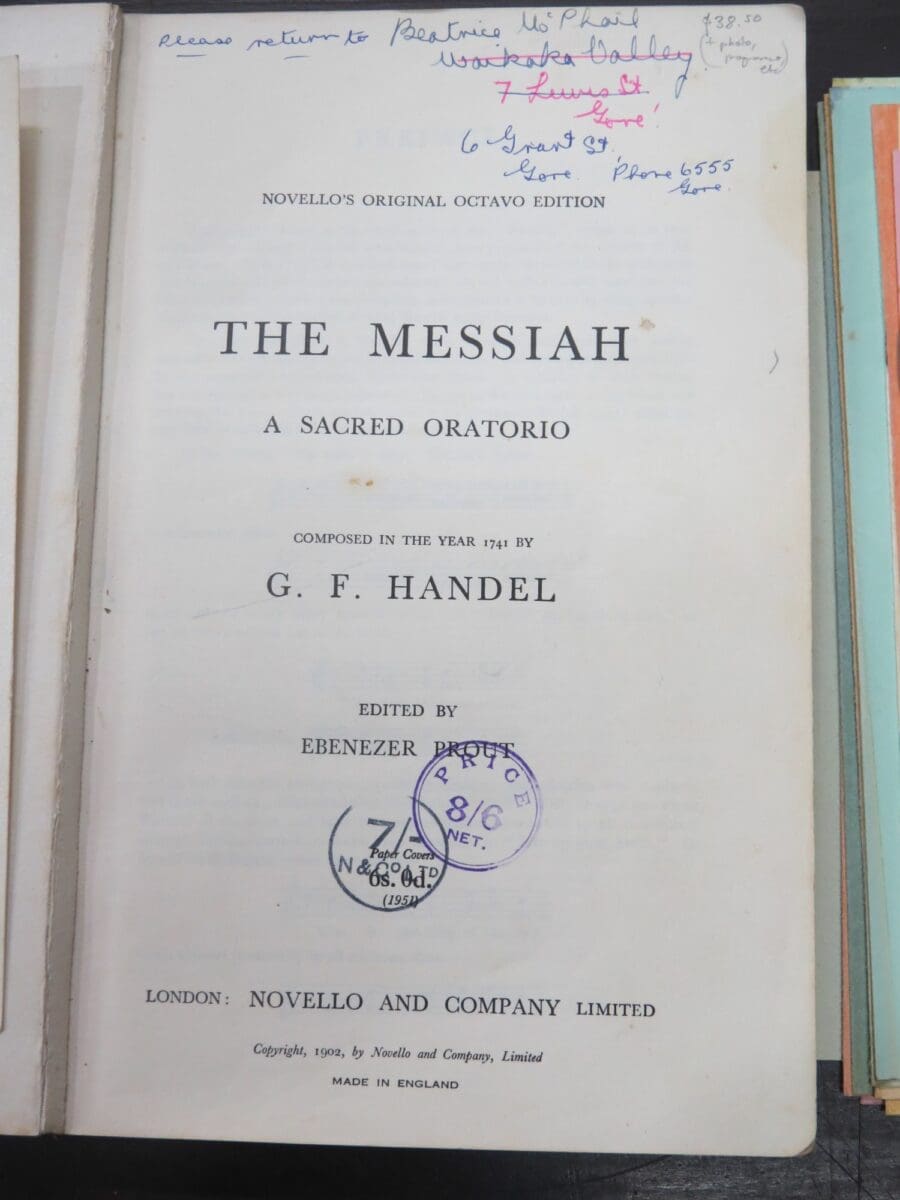 Please return to Beatrice McPhail
Waikaka Valley
7 Lewis St
Gore!
6 Grant St.
Gore. Phone 6555
Gore.
$38.50
(+ photo,
programmes
etc)
NOVELLO'S ORIGINAL OCTAVO EDITION
THE MESSIAH
A SACRED ORATORIO
COMPOSED IN THE YEAR 1741 BY
G. F. HANDEL
EDITED BY
EBENEZER PROUT
PRICE
8/6
NET.
7/-
N & Co LTD
Paper Covers
6s. 0d.
(1951)
LONDON: NOVELLO AND COMPANY LIMITED
Copyright, 1902, by Novello and Company, Limited
MADE IN ENGLAND